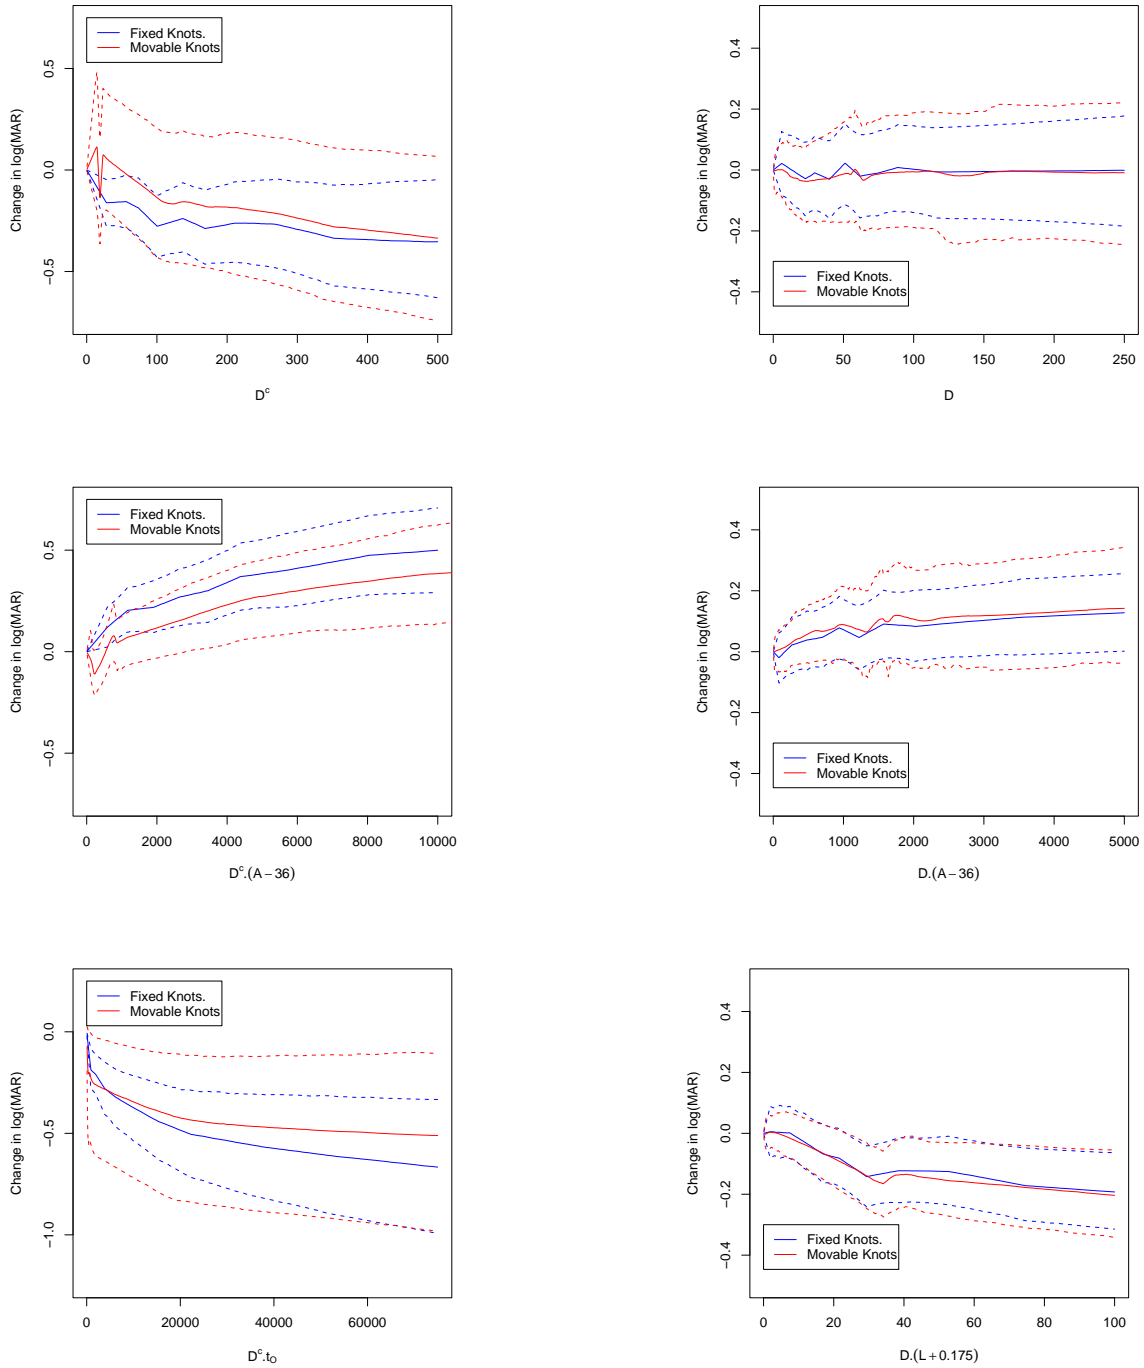 Fixed Knots.
Movable Knots
Change in log(MAR)
0.5
0.0
−0.5
0 100 200 300 400 500
D^c
Fixed Knots.
Movable Knots
Change in log(MAR)
0.4
0.2
0.0
−0.2
−0.4
0 50 100 150 200 250
D
Fixed Knots.
Movable Knots
Change in log(MAR)
0.5
0.0
−0.5
0 2000 4000 6000 8000 10000
D^c.(A − 36)
Fixed Knots.
Movable Knots
Change in log(MAR)
0.4
0.2
0.0
−0.2
−0.4
0 1000 2000 3000 4000 5000
D.(A − 36)
Fixed Knots.
Movable Knots
Change in log(MAR)
0.0
−0.5
−1.0
0 20000 40000 60000
D^c.t_O
Fixed Knots.
Movable Knots
Change in log(MAR)
0.4
0.2
0.0
−0.2
−0.4
0 20 40 60 80 100
D.(L + 0.175)